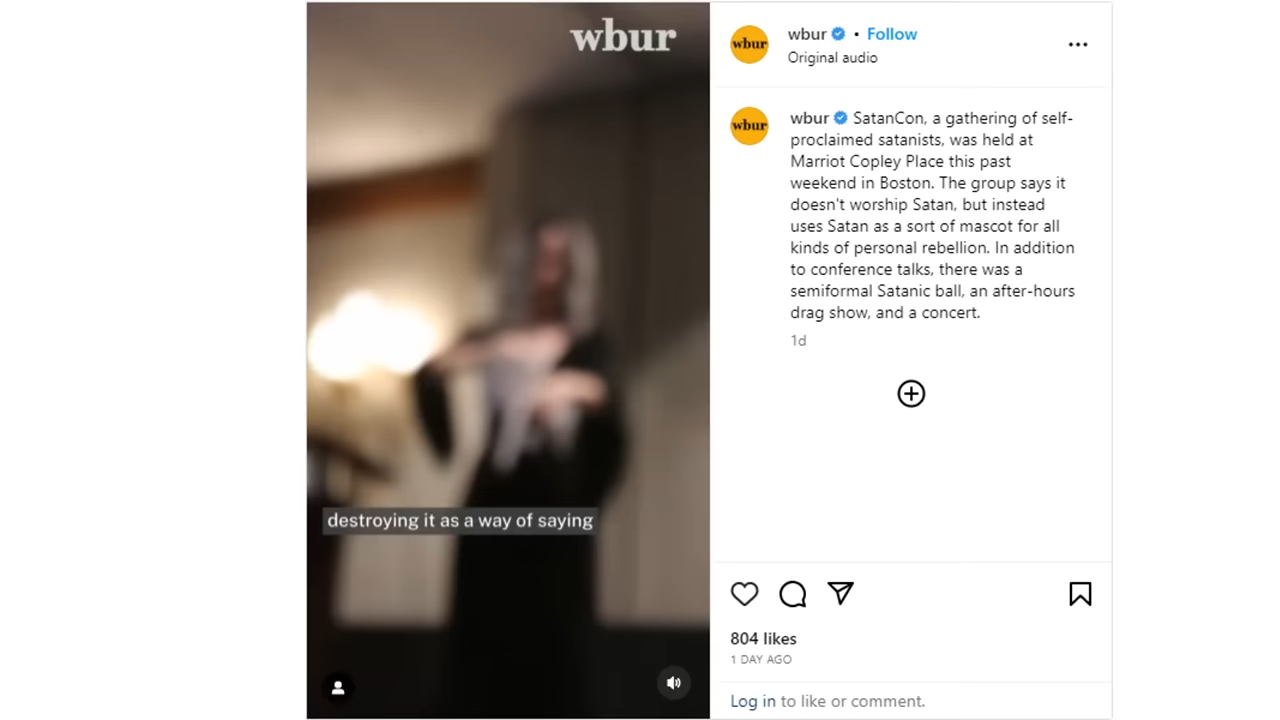 wbur
destroying it as a way of saying
wbur
wbur • Follow
Original audio
wbur
wbur SatanCon, a gathering of self-
proclaimed satanists, was held at
Marriot Copley Place this past
weekend in Boston. The group says it
doesn't worship Satan, but instead
uses Satan as a sort of mascot for all
kinds of personal rebellion. In addition
to conference talks, there was a
semiformal Satanic ball, an after-hours
drag show, and a concert.
1d
804 likes
1 DAY AGO
Log in to like or comment.